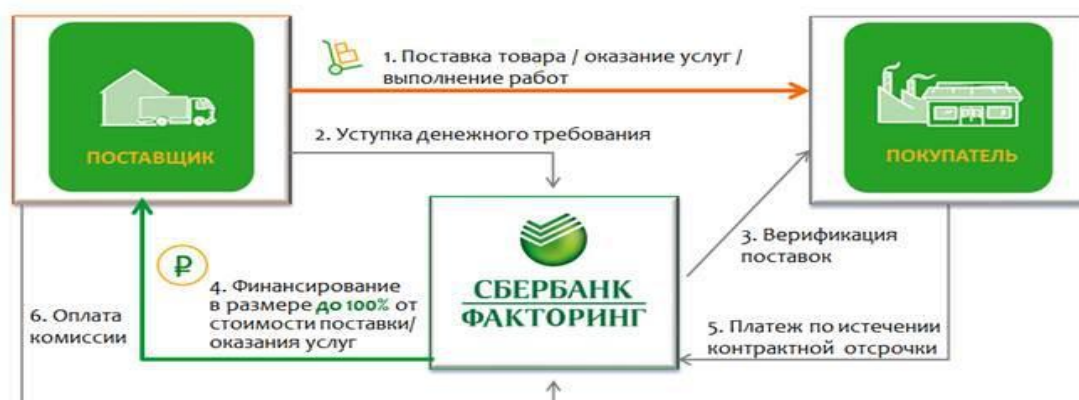 1. Поставка товара / оказание услуг /
выполнение работ
ПОСТАВЩИК
2. Уступка денежного требования
ПОКУПАТЕЛЬ
3. Верификация
поставок
₽
4. Финансирование
в размере до 100% от
стоимости поставки/
оказания услуг
СБЕРБАНК
ФАКТОРИНГ
5. Платеж по истечении
контрактной отсрочки
6. Оплата
комиссии